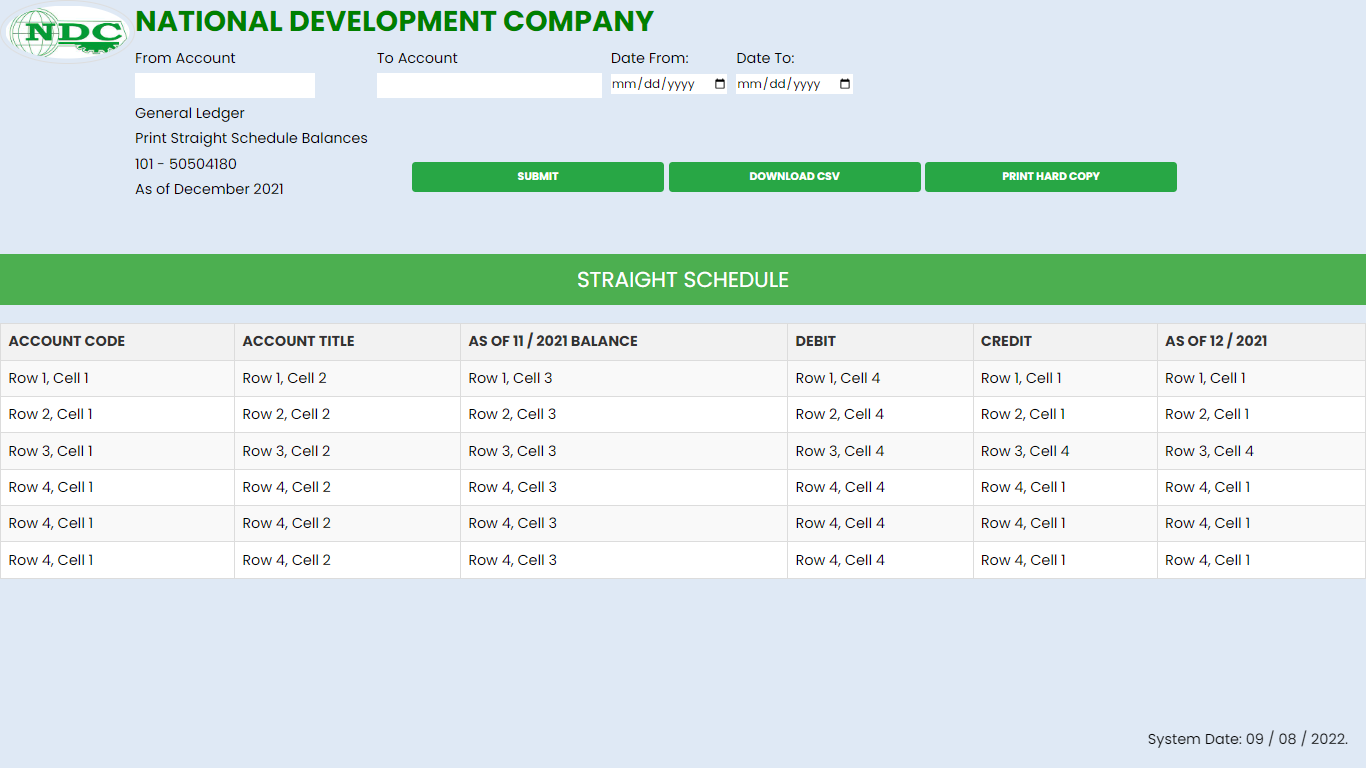 NDC
NATIONAL DEVELOPMENT COMPANY
From Account To Account Date From: Date To:
mm/dd/yyyy mm/dd/yyyy
General Ledger
Print Straight Schedule Balances
101 - 50504180
As of December 2021
SUBMIT DOWNLOAD CSV PRINT HARD COPY
STRAIGHT SCHEDULE
ACCOUNT CODE ACCOUNT TITLE AS OF 11 / 2021 BALANCE DEBIT CREDIT AS OF 12 / 2021
Row 1, Cell 1 Row 1, Cell 2 Row 1, Cell 3 Row 1, Cell 4 Row 1, Cell 1 Row 1, Cell 1
Row 2, Cell 1 Row 2, Cell 2 Row 2, Cell 3 Row 2, Cell 4 Row 2, Cell 1 Row 2, Cell 1
Row 3, Cell 1 Row 3, Cell 2 Row 3, Cell 3 Row 3, Cell 4 Row 3, Cell 4 Row 3, Cell 4
Row 4, Cell 1 Row 4, Cell 2 Row 4, Cell 3 Row 4, Cell 4 Row 4, Cell 1 Row 4, Cell 1
Row 4, Cell 1 Row 4, Cell 2 Row 4, Cell 3 Row 4, Cell 4 Row 4, Cell 1 Row 4, Cell 1
Row 4, Cell 1 Row 4, Cell 2 Row 4, Cell 3 Row 4, Cell 4 Row 4, Cell 1 Row 4, Cell 1
System Date: 09 / 08 / 2022.